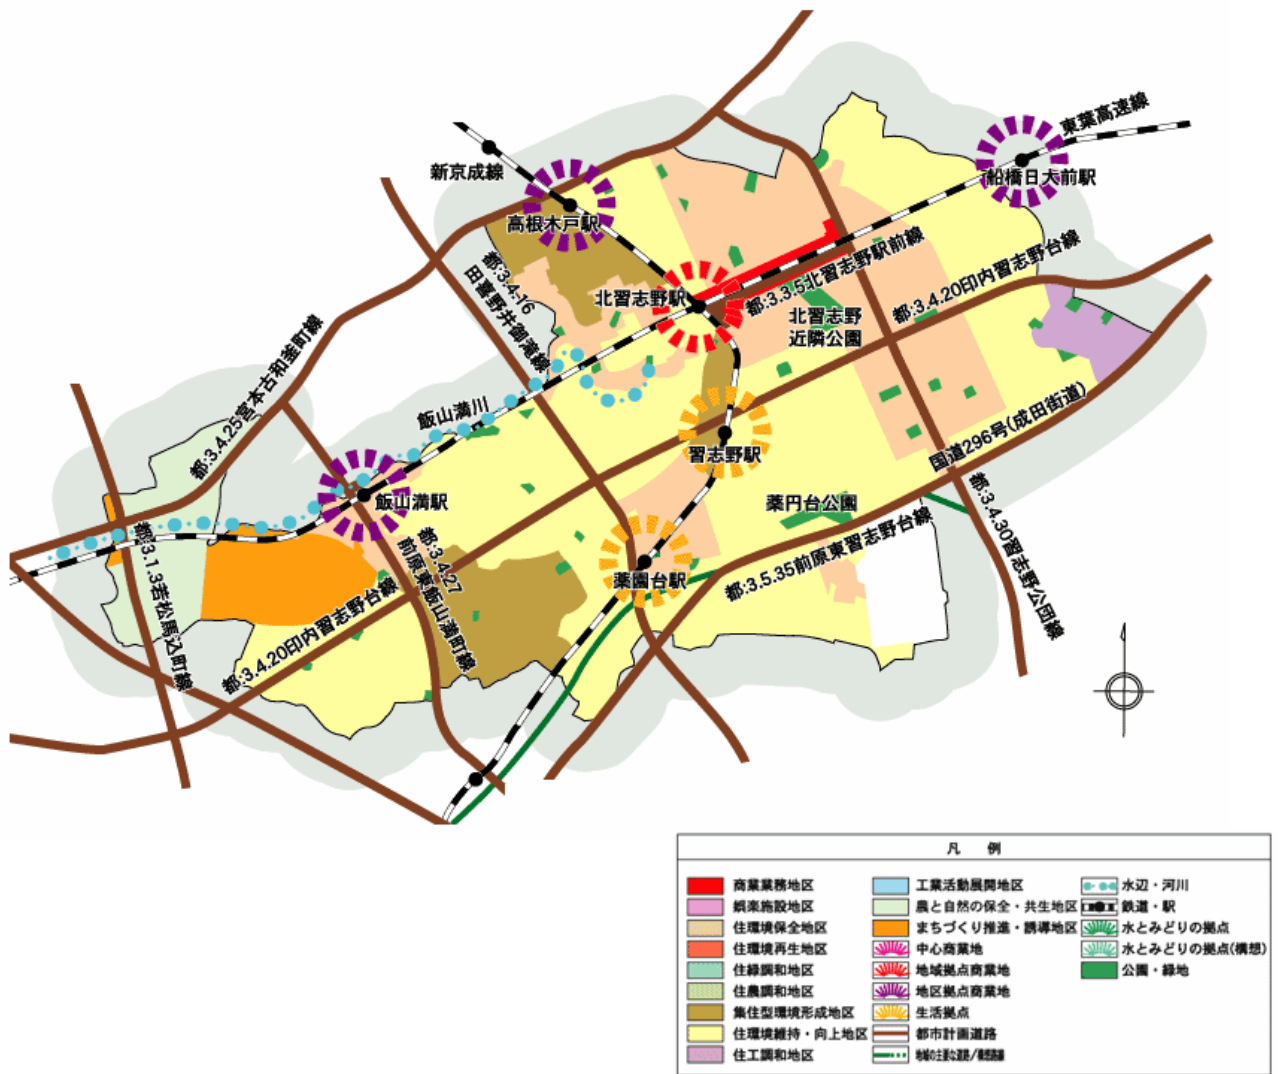 東葉高速線
船橋日大前駅
新京成線
高根木戸駅
都:3.4.16
田喜野井御滝線
北習志野駅
都:3.3.5北習志野駅前線
都:3.4.20印内習志野台線
北習志野
近隣公園
都:3.4.25宮本古和釜町線
飯山満川
国道296号(成田街道)
習志野駅
飯山満駅
薬円台公園
都:3.4.30習志野公団線
都:3.1.3若松馬込町線
都:3.4.27
前原東飯山満町線
薬園台駅
都:3.5.35前原東習志野台線
都:3.4.20印内習志野台線
凡 例
商業業務地区
娯楽施設地区
住環境保全地区
住環境再生地区
住緑調和地区
住農調和地区
集住型環境形成地区
住環境維持・向上地区
住工調和地区
工業活動展開地区
農と自然の保全・共生地区
まちづくり推進・誘導地区
中心商業地
地域拠点商業地
地区拠点商業地
生活拠点
都市計画道路
水辺・河川
鉄道・駅
水とみどりの拠点
水とみどりの拠点(構想)
公園・緑地